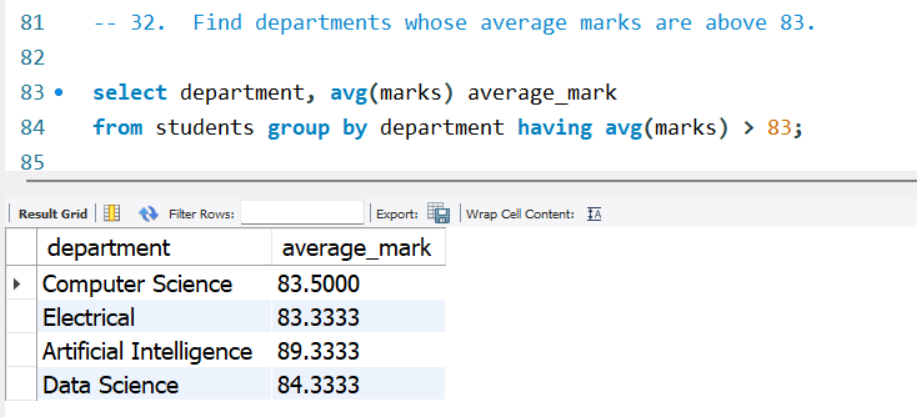 81 -- 32.  Find departments whose average marks are above 83.
82
83 select department, avg(marks) average_mark
84 from students group by department having avg(marks) > 83;
85
Result Grid Filter Rows: Export: Wrap Cell Content: IA
department average_mark
Computer Science 83.5000
Electrical 83.3333
Artificial Intelligence 89.3333
Data Science 84.3333